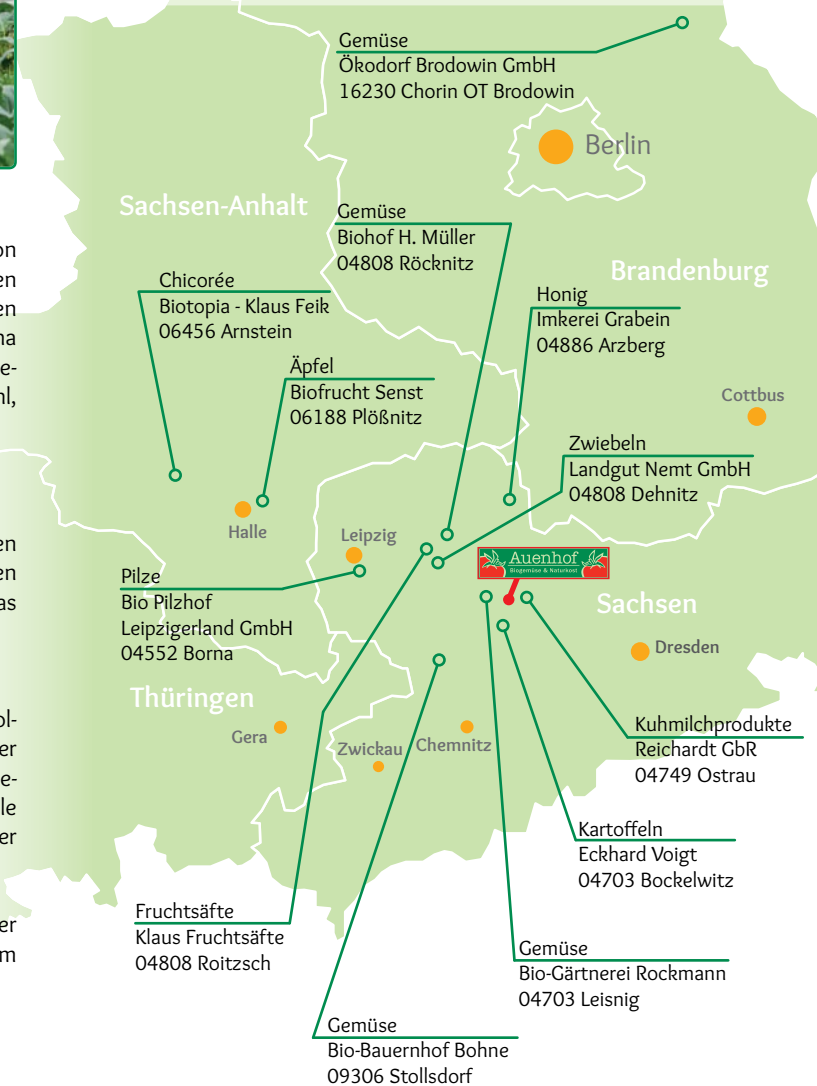 Gemüse
Ökodorf Brodowin GmbH
16230 Chorin OT Brodowin
Berlin
Sachsen-Anhalt
Gemüse
Biohof H. Müller
04808 Röcknitz
Brandenburg
Chicorée
Biotopia - Klaus Feik
06456 Arnstein
Honig
Imkerei Grabein
04886 Arzberg
Äpfel
Biofrucht Senst
06188 Plößnitz
Cottbus
Zwiebeln
Landgut Nemt GmbH
04808 Dehnitz
Halle
Leipzig
Auenhof
Biogemüse & Naturkost
Pilze
Bio Pilzhof
Leipzigerland GmbH
04552 Borna
Sachsen
Dresden
Thüringen
Gera
Zwickau
Chemnitz
Kuhmilchprodukte
Reichardt GbR
04749 Ostrau
Kartoffeln
Eckhard Voigt
04703 Bockelwitz
Fruchtsäfte
Klaus Fruchtsäfte
04808 Roitzsch
Gemüse
Bio-Gärtnerei Rockmann
04703 Leisnig
Gemüse
Bio-Bauernhof Bohne
09306 Stollsdorf